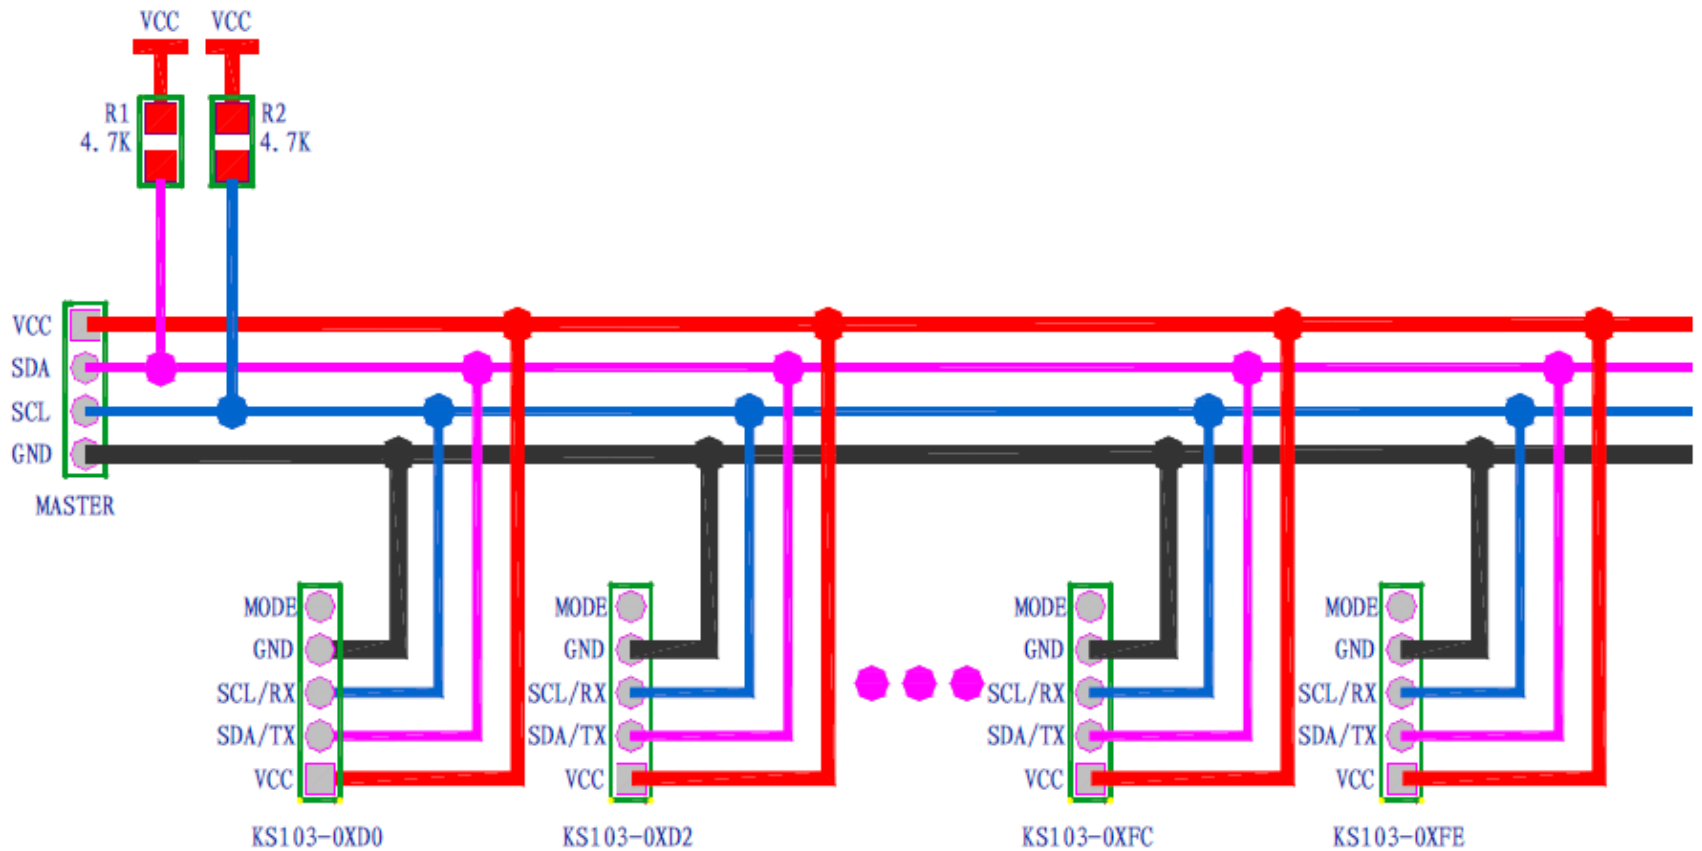 VCC
VCC
R1
4.7K
R2
4.7K
VCC
SDA
SCL
GND
MASTER
MODE
GND
SCL/RX
SDA/TX
VCC
KS103-0XD0
MODE
GND
SCL/RX
SDA/TX
VCC
KS103-0XD2
MODE
GND
SCL/RX
SDA/TX
VCC
KS103-0XFC
MODE
GND
SCL/RX
SDA/TX
VCC
KS103-0XFE